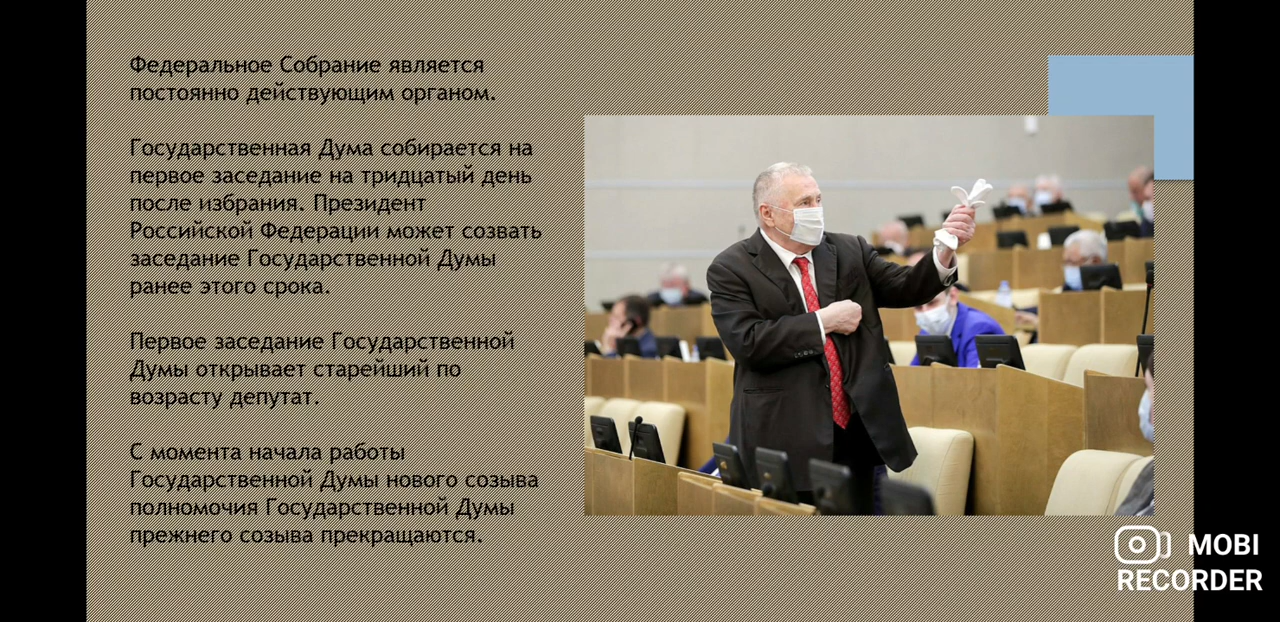 Федеральное Собрание является
постоянно действующим органом.
Государственная Дума собирается на
первое заседание на тридцатый день
после избрания. Президент
Российской Федерации может созвать
заседание Государственной Думы
ранее этого срока.
Первое заседание Государственной
Думы открывает старейший по
возрасту депутат.
С момента начала работы
Государственной Думы нового созыва
полномочия Государственной Думы
прежнего созыва прекращаются.
MOBI
RECORDER